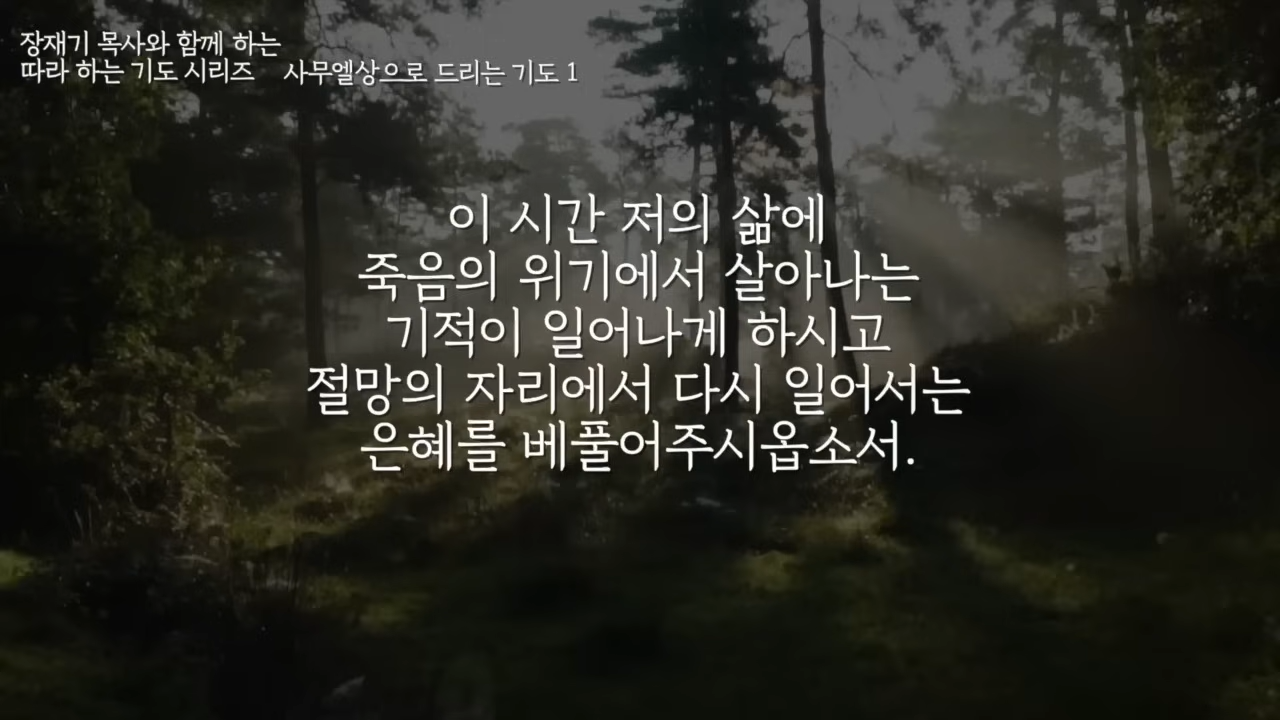 장재기 목사와 함께 하는
따라 하는 기도 시리즈 사무엘상으로 드리는 기도 1
이 시간 저의 삶에
죽음의 위기에서 살아나는
기적이 일어나게 하시고
절망의 자리에서 다시 일어서는
은혜를 베풀어주시옵소서.